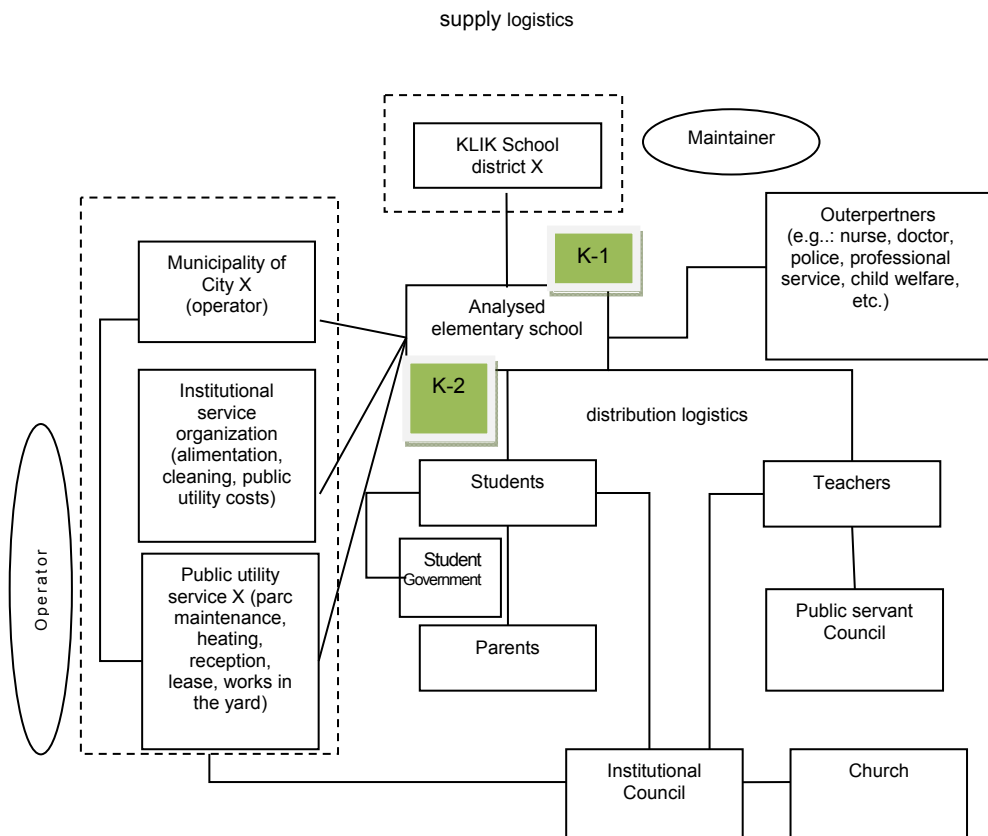 supply logistics
KLIK School
district X
Maintainer
Outerpertners
(e.g..: nurse, doctor,
police, professional
service, child welfare,
etc.)
K-1
Municipality of
City X
(operator)
Analysed
elementary school
K-2
Institutional
service
organization
(alimentation,
cleaning, public
utility costs)
distribution logistics
Students
Teachers
Operator
Student
Government
Public utility
service X (parc
maintenance,
heating,
reception,
lease, works in
the yard)
Parents
Public servant
Council
Institutional
Council
Church